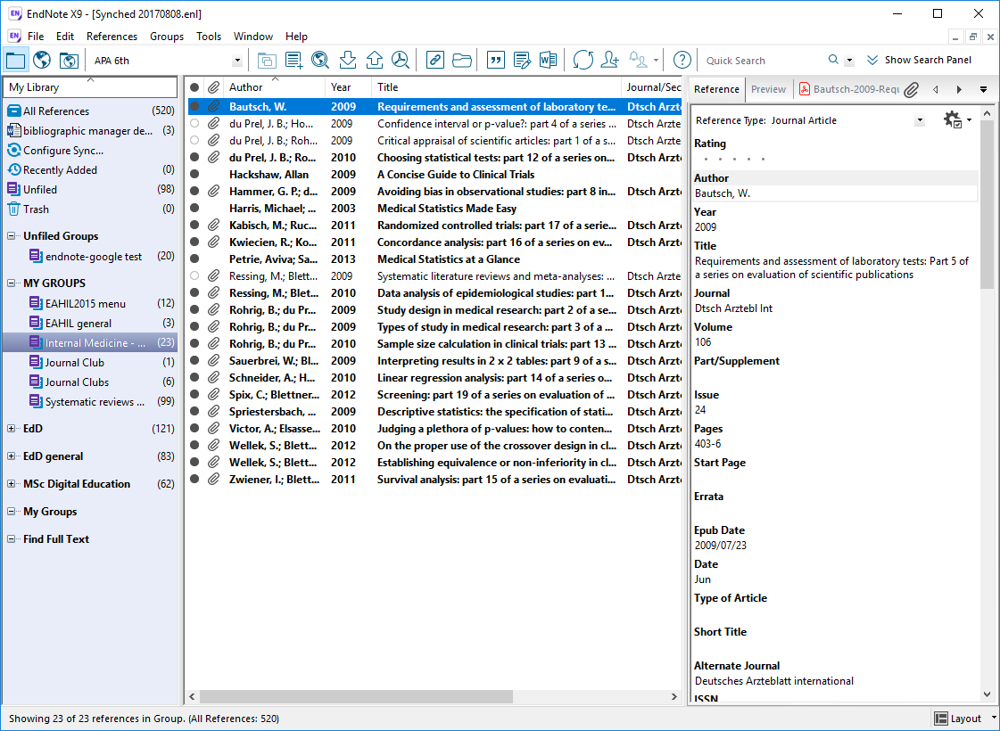 EndNote X9 - [Synched 20170808.enl]
File Edit References Groups Tools Window Help
APA 6th
Quick Search
Show Search Panel
My Library
All References (520)
bibliographic manager de... (3)
Configure Sync...
Recently Added (0)
Unfiled (98)
Trash (0)
Unfiled Groups
endnote-google test (20)
MY GROUPS
EAHIL2015 menu (12)
EAHIL general (3)
Internal Medicine - ... (23)
Journal Club (1)
Journal Clubs (6)
Systematic reviews ... (99)
EdD (121)
EdD general (83)
MSc Digital Education (62)
My Groups
Find Full Text
Author Year Title Journal/Sec
Bautsch, W. 2009 Requirements and assessment of laboratory te... Dtsch Arzte
du Prel, J. B.; Ho... 2009 Confidence interval or p-value?: part 4 of a series ... Dtsch Arzte
du Prel, J. B.; Roh... 2009 Critical appraisal of scientific articles: part 1 of a s... Dtsch Arzte
du Prel, J. B.; Ro... 2010 Choosing statistical tests: part 12 of a series on... Dtsch Arzte
Hackshaw, Allan 2009 A Concise Guide to Clinical Trials
Hammer, G. P.; d... 2009 Avoiding bias in observational studies: part 8 in... Dtsch Arzte
Harris, Michael; ... 2003 Medical Statistics Made Easy
Kabisch, M.; Ruc... 2011 Randomized controlled trials: part 17 of a serie... Dtsch Arzte
Kwiecien, R.; Ko... 2011 Concordance analysis: part 16 of a series on ev... Dtsch Arzte
Petrie, Aviva; Sa... 2013 Medical Statistics at a Glance
Ressing, M.; Blett... 2009 Systematic literature reviews and meta-analyses: ... Dtsch Arzte
Ressing, M.; Blet... 2010 Data analysis of epidemiological studies: part 1... Dtsch Arzte
Rohrig, B.; du Pr... 2009 Study design in medical research: part 2 of a se... Dtsch Arzte
Rohrig, B.; du Pr... 2009 Types of study in medical research: part 3 of a ... Dtsch Arzte
Rohrig, B.; du Pr... 2010 Sample size calculation in clinical trials: part 13 ... Dtsch Arzte
Sauerbrei, W.; Bl... 2009 Interpreting results in 2 x 2 tables: part 9 of a s... Dtsch Arzte
Schneider, A.; H... 2010 Linear regression analysis: part 14 of a series o... Dtsch Arzte
Spix, C.; Blettner... 2012 Screening: part 19 of a series on evaluation of ... Dtsch Arzte
Spriestersbach, ... 2009 Descriptive statistics: the specification of stati... Dtsch Arzte
Victor, A.; Elsasse... 2010 Judging a plethora of p-values: how to conten... Dtsch Arzte
Wellek, S.; Blett... 2012 On the proper use of the crossover design in cl... Dtsch Arzte
Wellek, S.; Blett... 2012 Establishing equivalence or non-inferiority in cl... Dtsch Arzte
Zwiener, I.; Blett... 2011 Survival analysis: part 15 of a series on evaluati... Dtsch Arzte
Reference Preview Bautsch-2009-Requ
Reference Type: Journal Article
Rating
Author
Bautsch, W.
Year
2009
Title
Requirements and assessment of laboratory tests: Part 5 of
a series on evaluation of scientific publications
Journal
Dtsch Arztebl Int
Volume
106
Part/Supplement
Issue
24
Pages
403-6
Start Page
Errata
Epub Date
2009/07/23
Date
Jun
Type of Article
Short Title
Alternate Journal
Deutsches Arzteblatt international
ISSN
Showing 23 of 23 references in Group. (All References: 520)
Layout